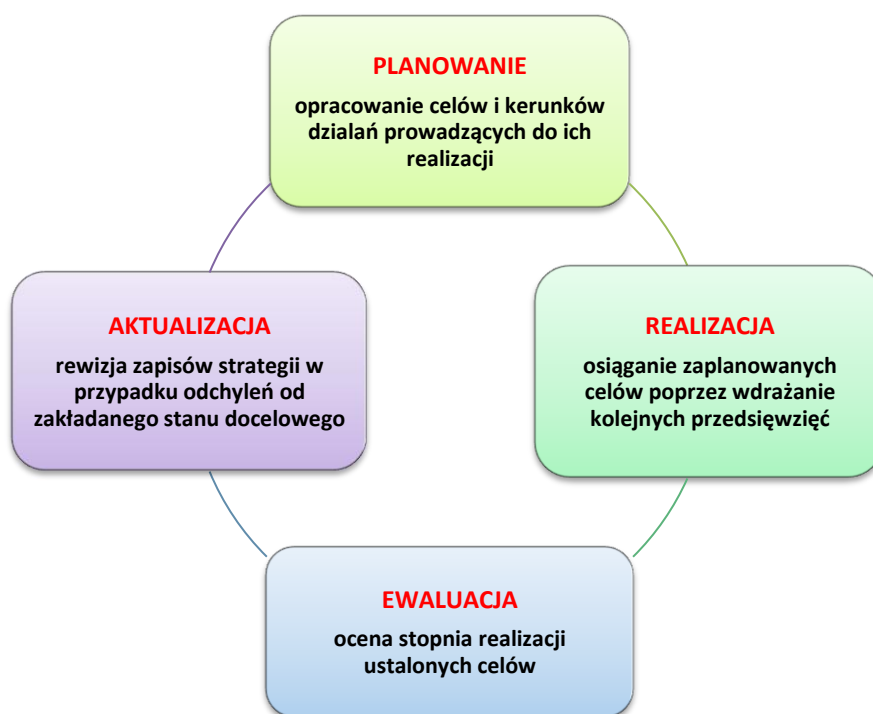 PLANOWANIE
opracowanie celów i kerunków
dzialań prowadzących do ich
realizacji
AKTUALIZACJA
rewizja zapisów strategii w
przypadku odchyleń od
zakładanego stanu docelowego
REALIZACJA
osiąganie zaplanowanych
celów poprzez wdrażanie
kolejnych przedsięwzięć
EWALUACJA
ocena stopnia realizacji
ustalonych celów